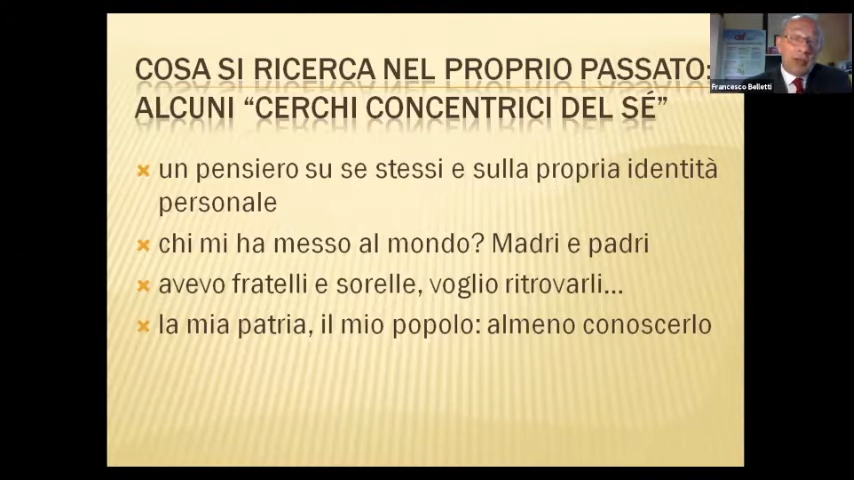 COSA SI RICERCA NEL PROPRIO PASSATO:
ALCUNI “CERCHI CONCENTRICI DEL SÉ”
un pensiero su se stessi e sulla propria identità
personale
chi mi ha messo al mondo? Madri e padri
avevo fratelli e sorelle, voglio ritrovarli...
la mia patria, il mio popolo: almeno conoscerlo
Francesco Belletti